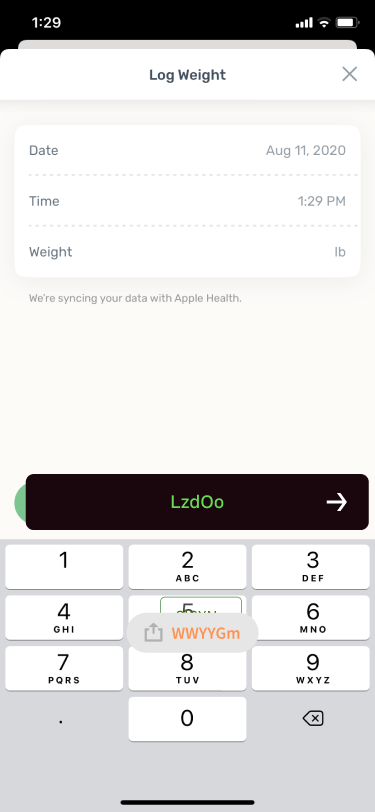 1:29
Log Weight
Date Aug 11, 2020
Time 1:29 PM
Weight lb
We're syncing your data with Apple Health.
LzdOo
1
2 ABC
3 DEF
4 GHI
5
6 MNO
WWYYGm
7 PQRS
8 TUV
9 WXYZ
.
0